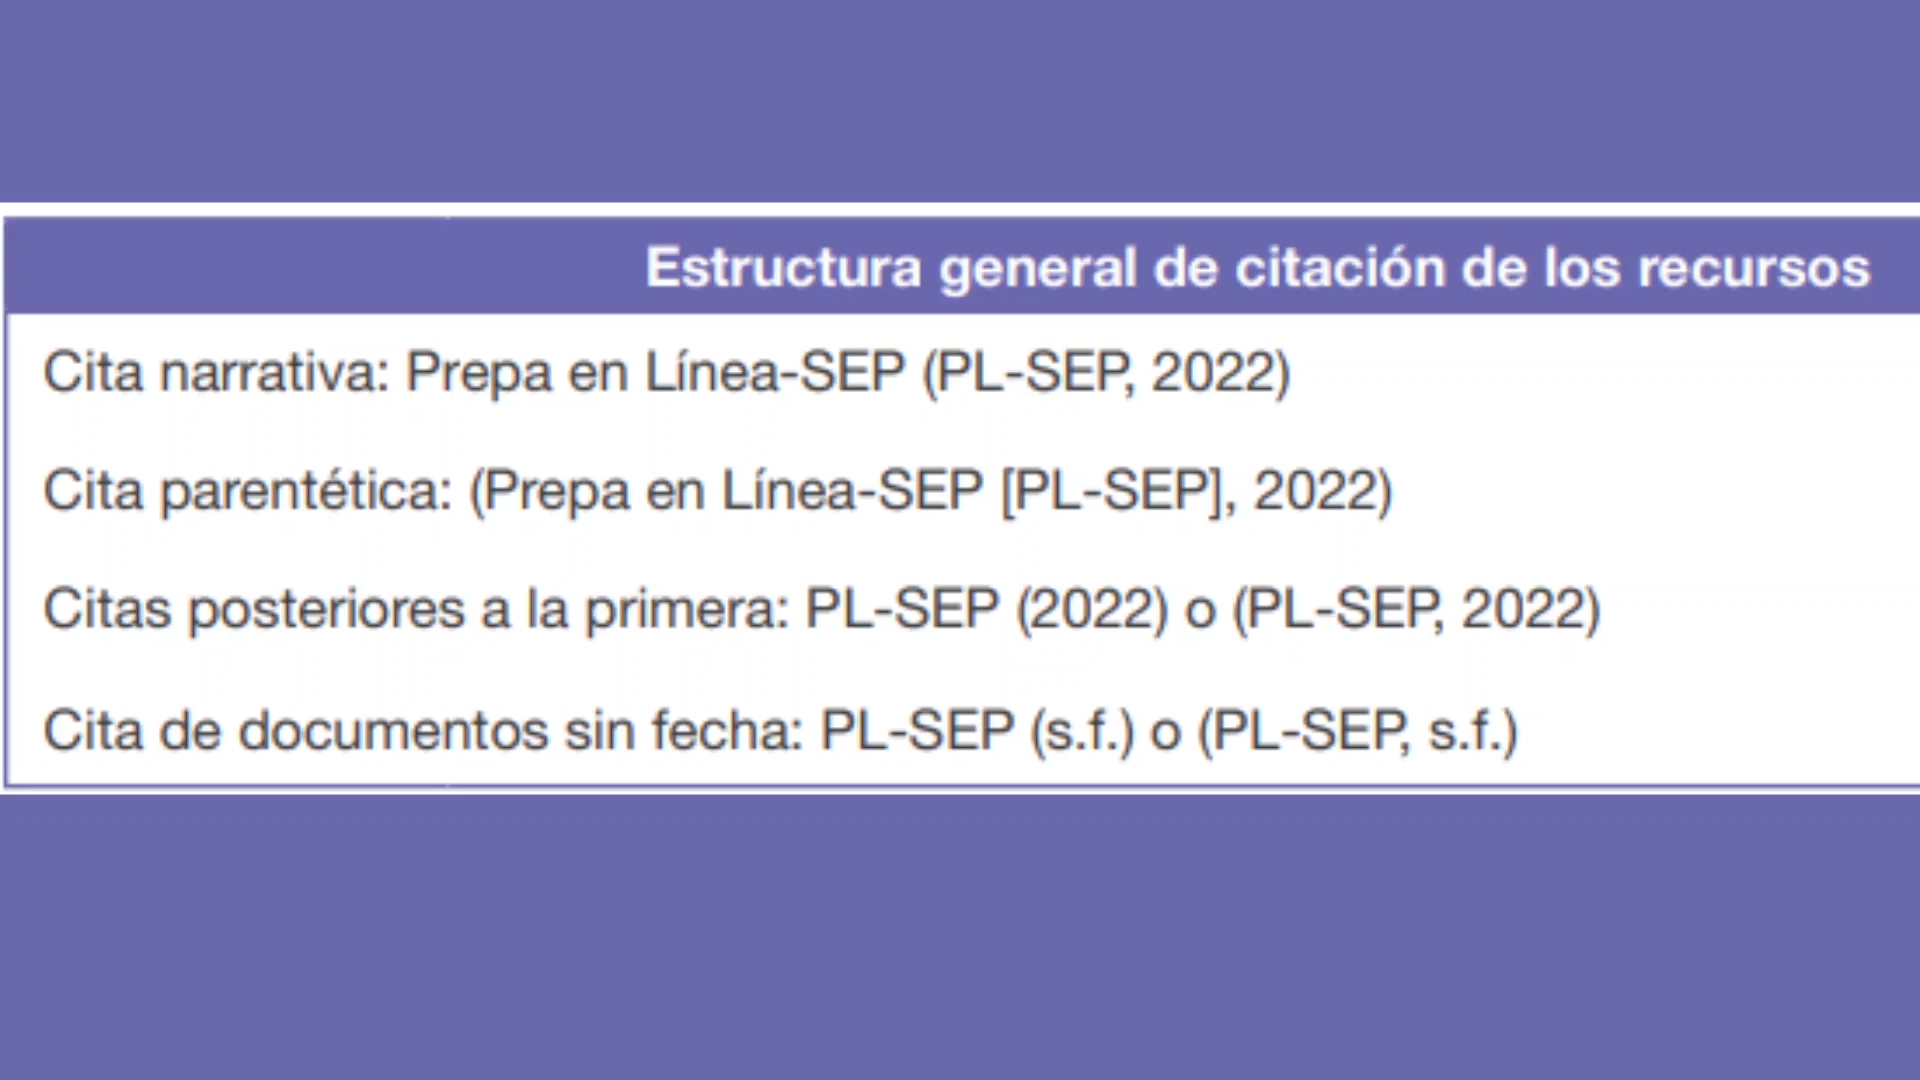 Estructura general de citación de los recursos
Cita narrativa: Prepa en Línea-SEP (PL-SEP, 2022)
Cita parentética: (Prepa en Línea-SEP [PL-SEP], 2022)
Citas posteriores a la primera: PL-SEP (2022) o (PL-SEP, 2022)
Cita de documentos sin fecha: PL-SEP (s.f.) o (PL-SEP, s.f.)